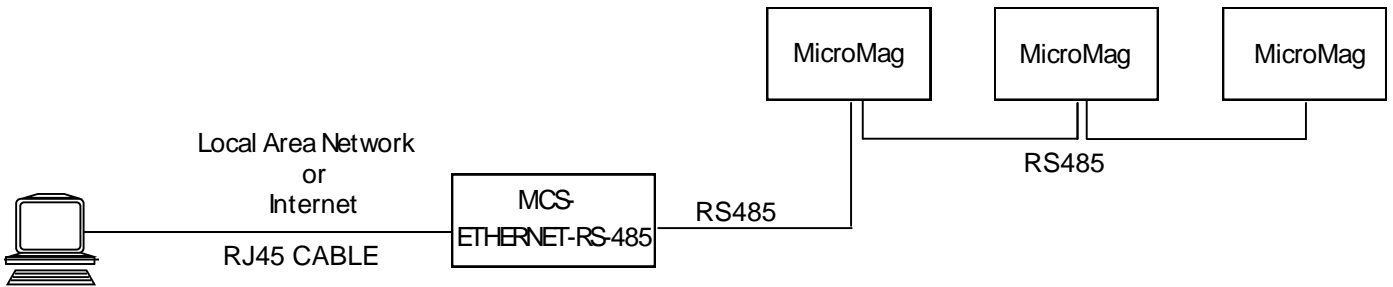 MicroMag
MicroMag
MicroMag
Local Area Network
or
Internet
RJ45 CABLE
MCS-
ETHERNET-RS-485
RS485
RS485